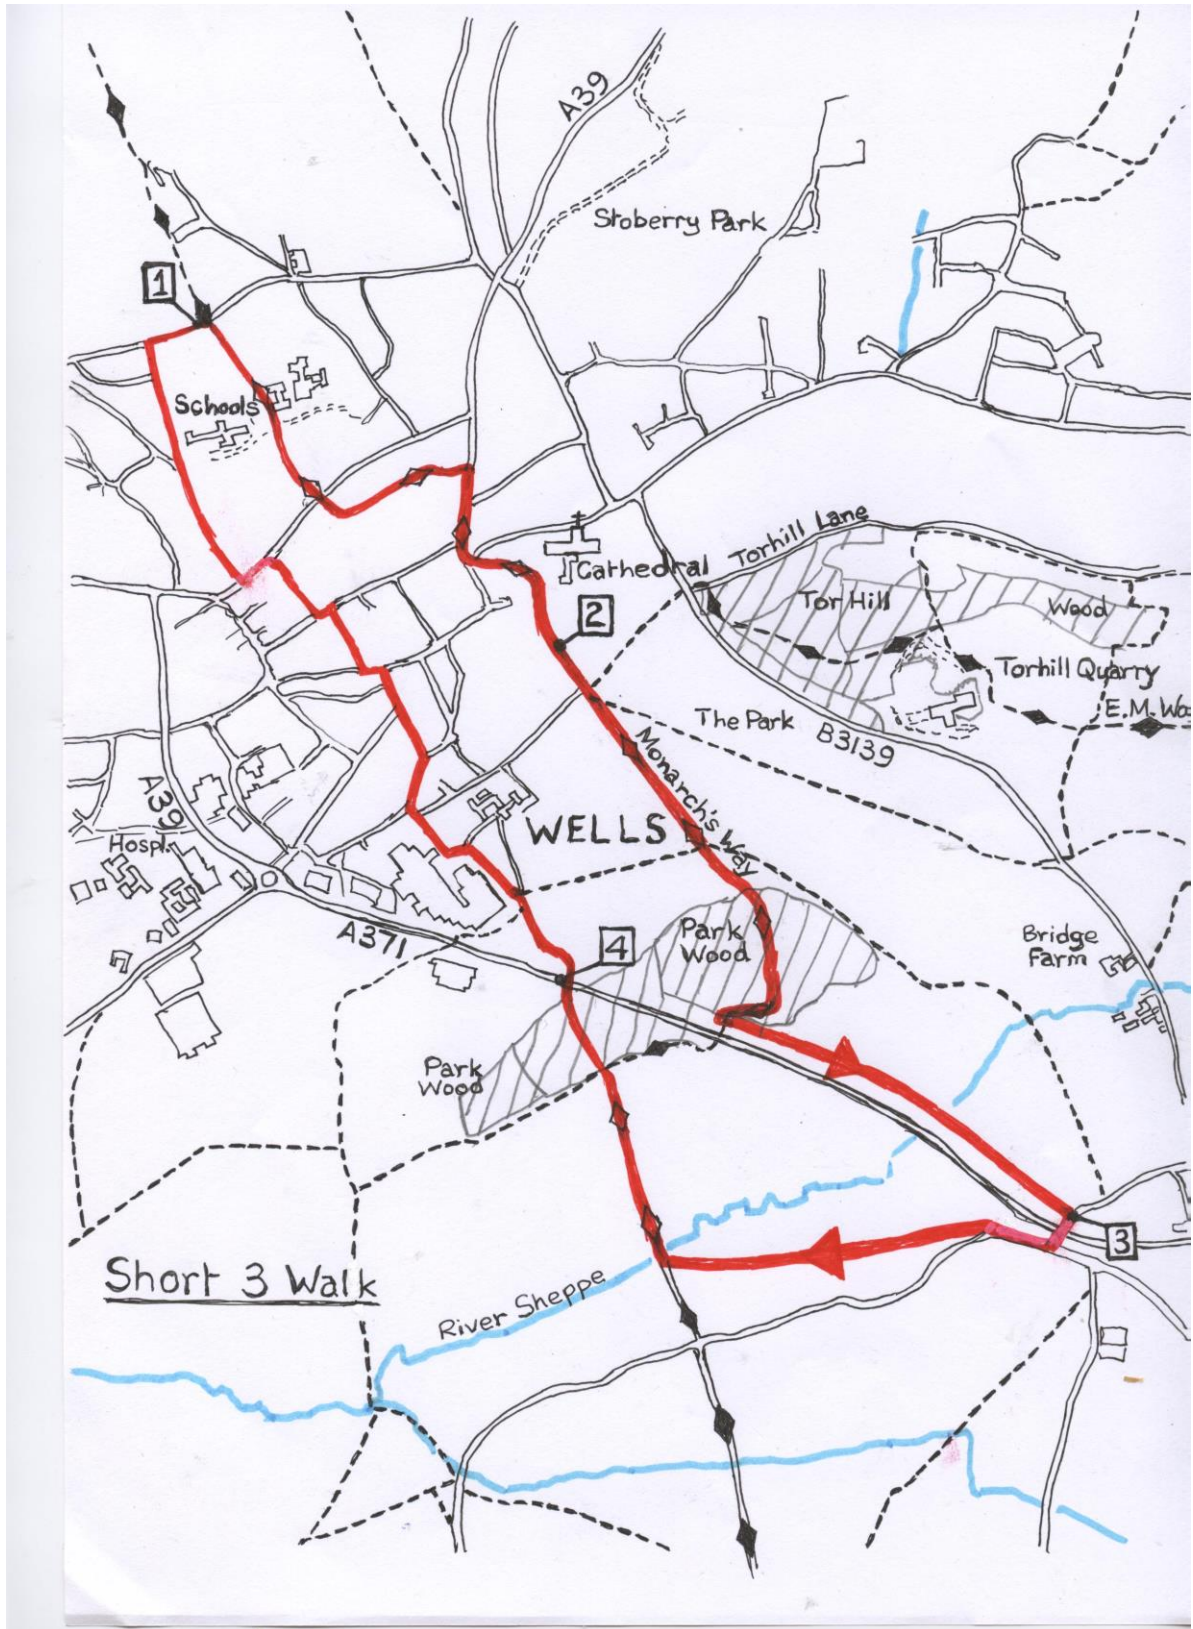 A39
Stoberry Park
1
Schools
Torhill Lane
Cathedral
Tor Hill
Wood
2
Torhill Quarry
E.M.Wa
The Park
B3139
Monarch's Way
A39
WELLS
Hospl.
A371
4
Park
Wood
Bridge
Farm
Park
Wood
3
Short 3 Walk
River Sheppe